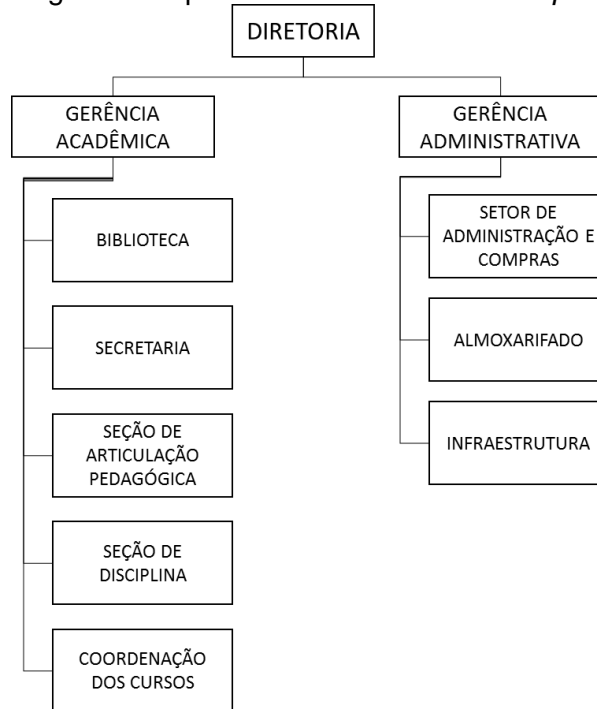 DIRETORIA
GERÊNCIA
ACADÊMICA
BIBLIOTECA
SECRETARIA
SEÇÃO DE
ARTICULAÇÃO
PEDAGÓGICA
SEÇÃO DE
DISCIPLINA
COORDENAÇÃO
DOS CURSOS
GERÊNCIA
ADMINISTRATIVA
SETOR DE
ADMINISTRAÇÃO E
COMPRAS
ALMOXARIFADO
INFRAESTRUTURA